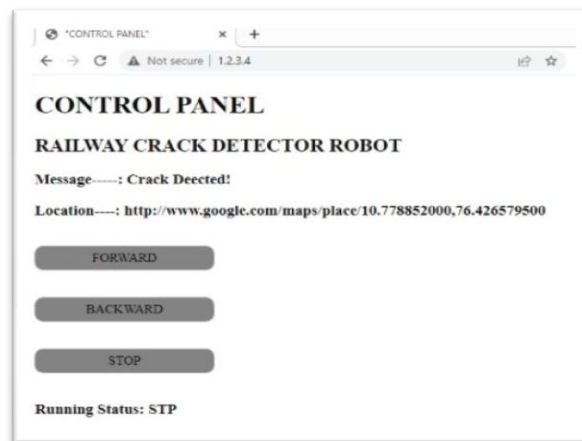 "CONTROL PANEL"
Not secure | 1.2.3.4
CONTROL PANEL
RAILWAY CRACK DETECTOR ROBOT
Message-----: Crack Deected!
Location----: http://www.google.com/maps/place/10.778852000,76.426579500
FORWARD
BACKWARD
STOP
Running Status: STP